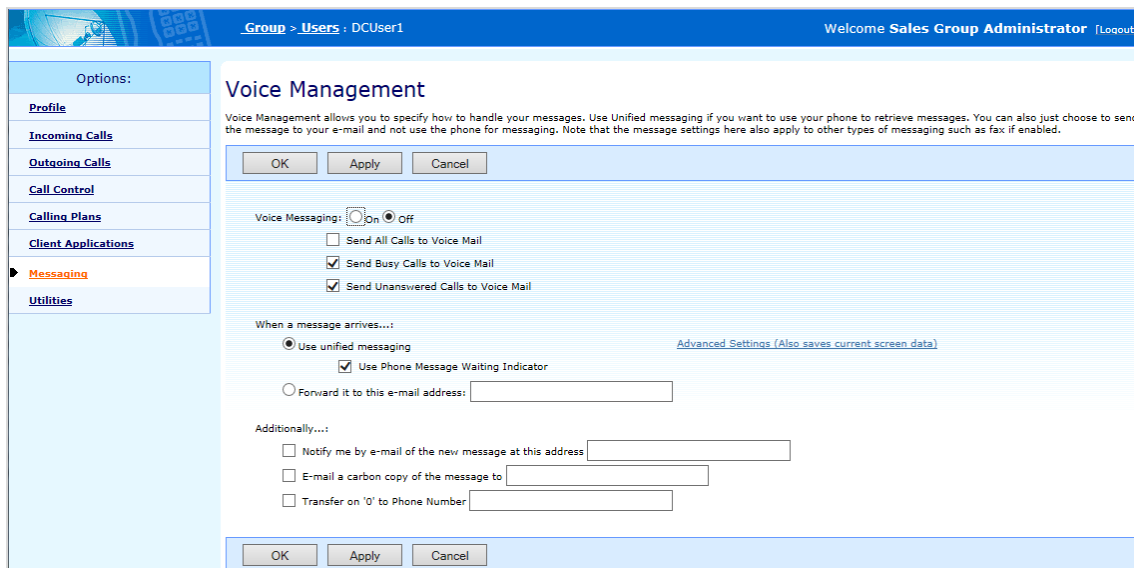 Group > Users : DCUser1
Welcome Sales Group Administrator [Logout
Options:
Profile
Incoming Calls
Outgoing Calls
Call Control
Calling Plans
Client Applications
Messaging
Utilities
Voice Management
Voice Management allows you to specify how to handle your messages. Use Unified messaging if you want to use your phone to retrieve messages. You can also just choose to send
the message to your e-mail and not use the phone for messaging. Note that the message settings here also apply to other types of messaging such as fax if enabled.
OK Apply Cancel
Voice Messaging: On Off
Send All Calls to Voice Mail
Send Busy Calls to Voice Mail
Send Unanswered Calls to Voice Mail
When a message arrives...:
Use unified messaging
Advanced Settings (Also saves current screen data)
Use Phone Message Waiting Indicator
Forward it to this e-mail address:
Additionally...:
Notify me by e-mail of the new message at this address
E-mail a carbon copy of the message to
Transfer on '0' to Phone Number
OK Apply Cancel